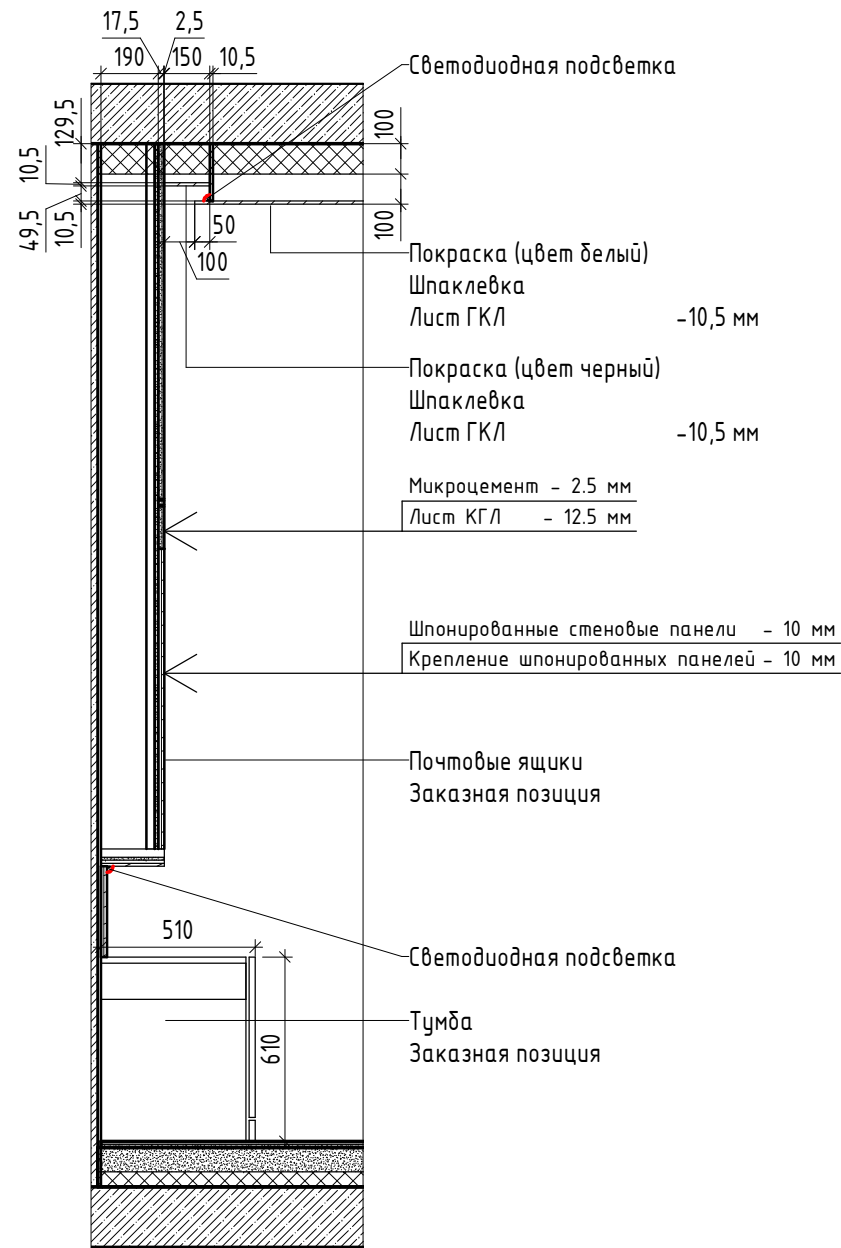 17,5
2,5
190
150
10,5
Светодиодная подсветка
129,5
100
10,5
49,5
10,5
100
50
100
Покраска (цвет белый)
Шпаклевка
Лист ГКЛ -10,5 мм
Покраска (цвет черный)
Шпаклевка
Лист ГКЛ -10,5 мм
Микроцемент - 2.5 мм
Лист КГЛ - 12.5 мм
Шпонированные стеновые панели - 10 мм
Крепление шпонированных панелей - 10 мм
Почтовые ящики
Заказная позиция
510
Светодиодная подсветка
Тумба
Заказная позиция
610